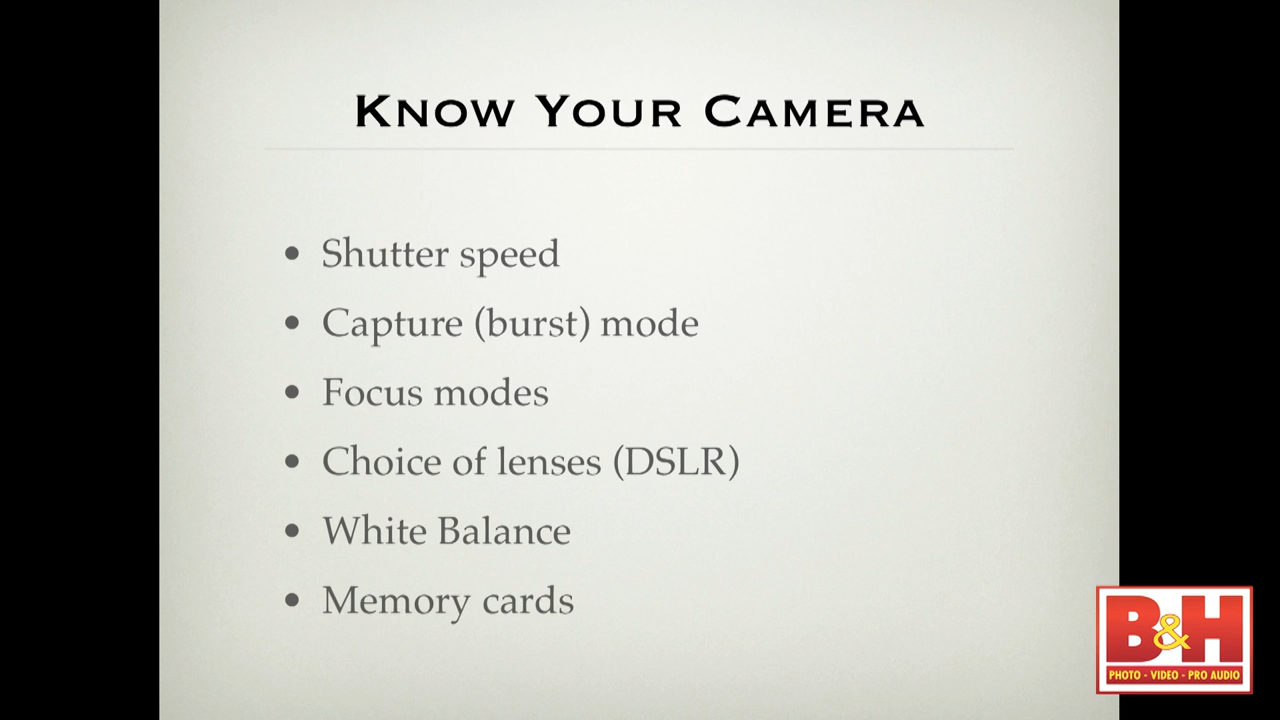 Know Your Camera
• Shutter speed
• Capture (burst) mode
• Focus modes
• Choice of lenses (DSLR)
• White Balance
• Memory cards
B&H
PHOTO - VIDEO - PRO AUDIO